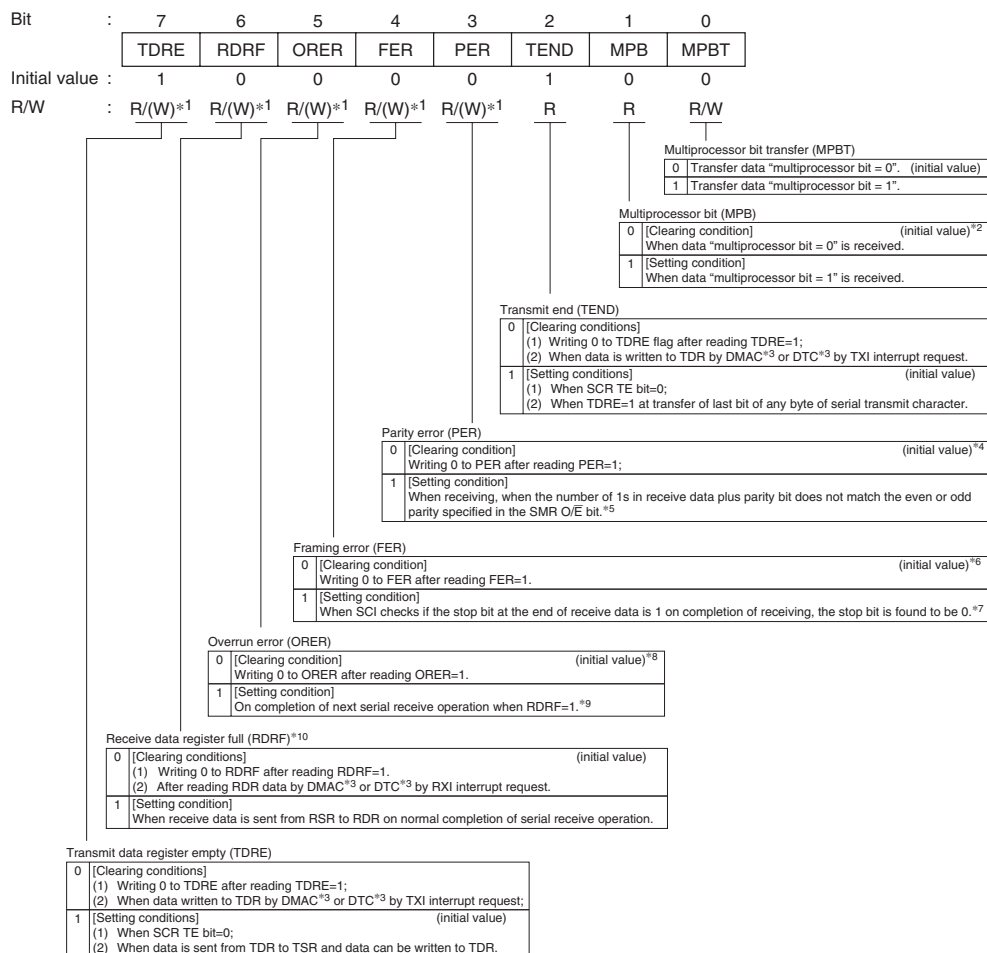 Bit : 7 6 5 4 3 2 1 0
TDRE RDRF ORER FER PER TEND MPB MPBT
Initial value : 1 0 0 0 0 1 0 0
R/W : R/(W)*1 R/(W)*1 R/(W)*1 R/(W)*1 R/(W)*1 R R R/W
Multiprocessor bit transfer (MPBT)
0 Transfer data “multiprocessor bit = 0”. (initial value)
1 Transfer data “multiprocessor bit = 1”.
Multiprocessor bit (MPB)
0 [Clearing condition] (initial value)*2
When data “multiprocessor bit = 0” is received.
1 [Setting condition]
When data “multiprocessor bit = 1” is received.
Transmit end (TEND)
0 [Clearing conditions]
(1) Writing 0 to TDRE flag after reading TDRE=1;
(2) When data is written to TDR by DMAC*3 or DTC*3 by TXI interrupt request.
1 [Setting conditions] (initial value)
(1) When SCR TE bit=0;
(2) When TDRE=1 at transfer of last bit of any byte of serial transmit character.
Parity error (PER)
0 [Clearing condition] (initial value)*4
Writing 0 to PER after reading PER=1;
1 [Setting condition]
When receiving, when the number of 1s in receive data plus parity bit does not match the even or odd
parity specified in the SMR O/E̅ bit.*5
Framing error (FER)
0 [Clearing condition] (initial value)*6
Writing 0 to FER after reading FER=1.
1 [Setting condition]
When SCI checks if the stop bit at the end of receive data is 1 on completion of receiving, the stop bit is found to be 0.*7
Overrun error (ORER)
0 [Clearing condition] (initial value)*8
Writing 0 to ORER after reading ORER=1.
1 [Setting condition]
On completion of next serial receive operation when RDRF=1.*9
Receive data register full (RDRF)*10
0 [Clearing conditions] (initial value)
(1) Writing 0 to RDRF after reading RDRF=1.
(2) After reading RDR data by DMAC*3 or DTC*3 by RXI interrupt request.
1 [Setting condition]
When receive data is sent from RSR to RDR on normal completion of serial receive operation.
Transmit data register empty (TDRE)
0 [Clearing conditions]
(1) Writing 0 to TDRE after reading TDRE=1;
(2) When data written to TDR by DMAC*3 or DTC*3 by TXI interrupt request;
1 [Setting conditions] (initial value)
(1) When SCR TE bit=0;
(2) When data is sent from TDR to TSR and data can be written to TDR.